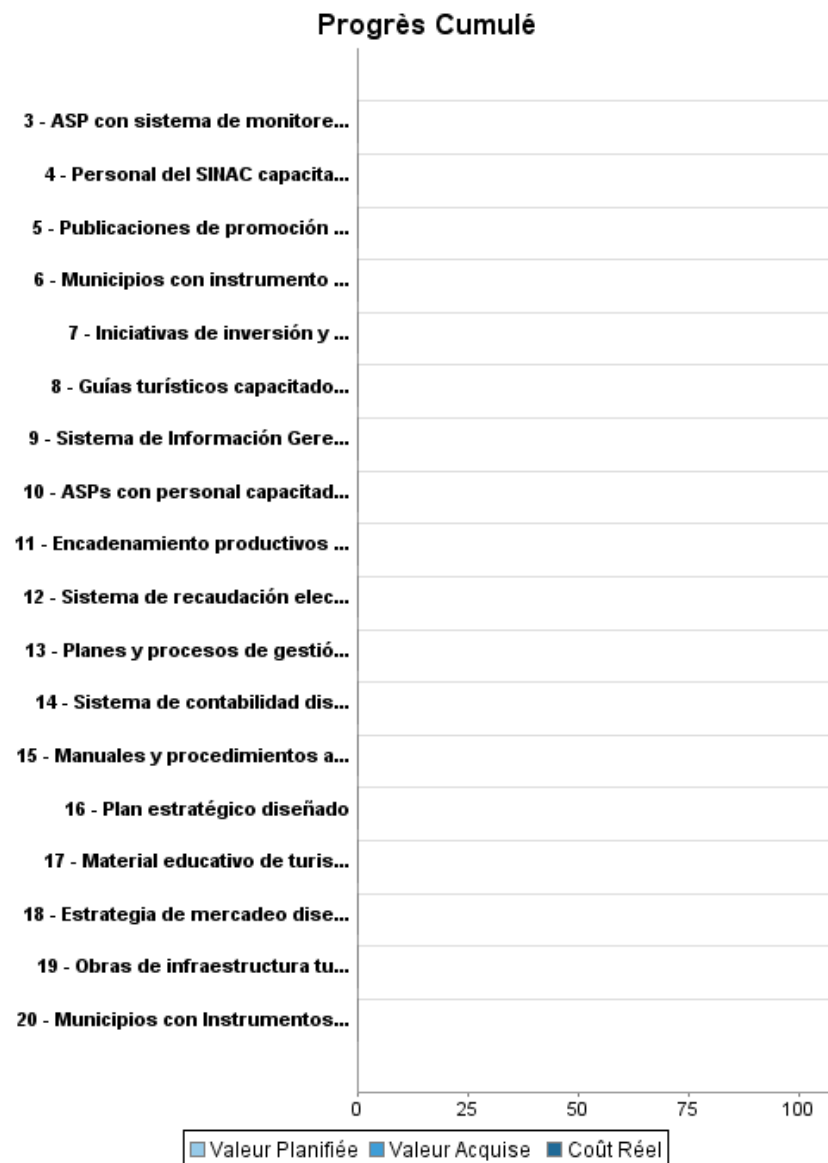 Progrès Cumulé
3 - ASP con sistema de monitore...
4 - Personal del SINAC capacita...
5 - Publicaciones de promoción ...
6 - Municipios con instrumento ...
7 - Iniciativas de inversión y ...
8 - Guías turísticos capacitado...
9 - Sistema de Información Gere...
10 - ASPs con personal capacitad...
11 - Encadenamiento productivos ...
12 - Sistema de recaudación elec...
13 - Planes y procesos de gestió...
14 - Sistema de contabilidad dis...
15 - Manuales y procedimientos a...
16 - Plan estratégico diseñado
17 - Material educativo de turis...
18 - Estrategia de mercadeo dise...
19 - Obras de infraestructura tu...
20 - Municipios con Instrumentos...
0 25 50 75 100
Valeur Planifiée Valeur Acquise Coût Réel